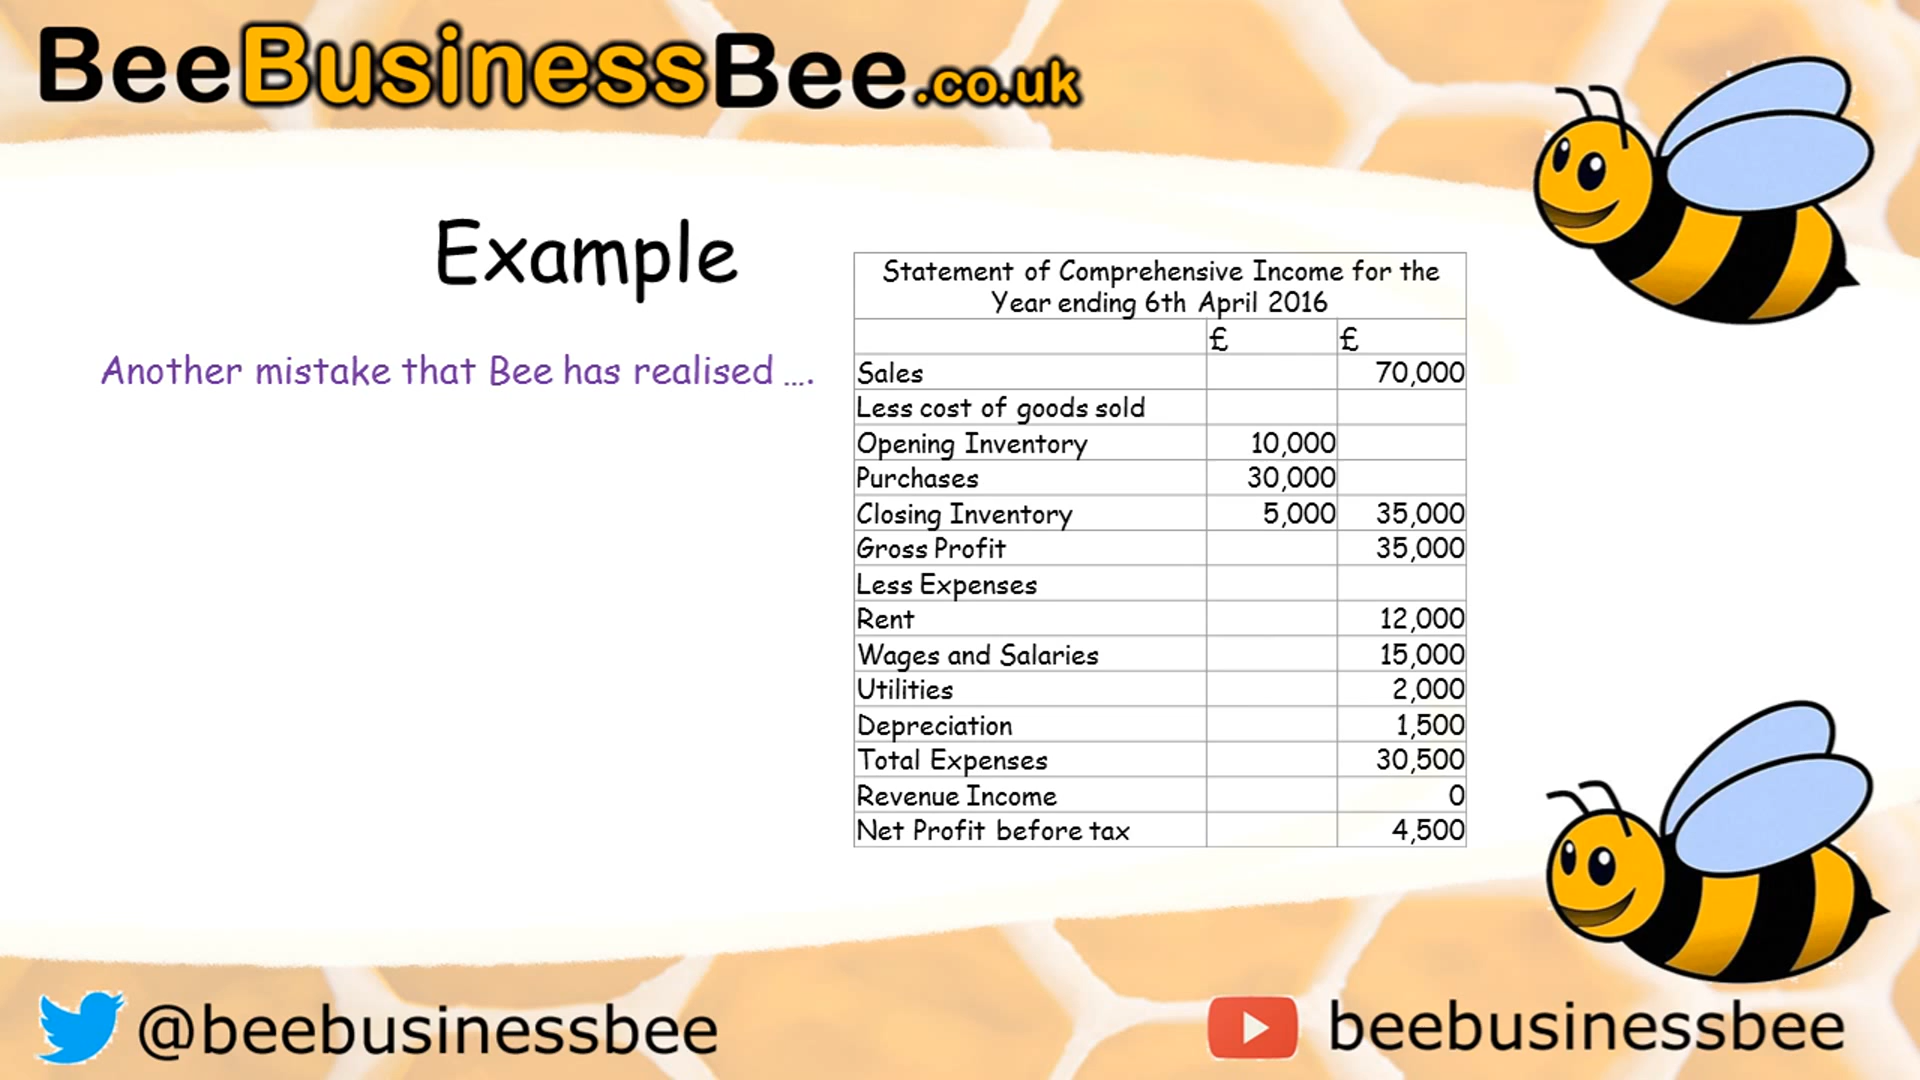 BeeBusinessBee.co.uk
Example
Another mistake that Bee has realised ....
Statement of Comprehensive Income for the
Year ending 6th April 2016
£ £
Sales 70,000
Less cost of goods sold
Opening Inventory 10,000
Purchases 30,000
Closing Inventory 5,000 35,000
Gross Profit 35,000
Less Expenses
Rent 12,000
Wages and Salaries 15,000
Utilities 2,000
Depreciation 1,500
Total Expenses 30,500
Revenue Income 0
Net Profit before tax 4,500
@beebusinessbee
beebusinessbee